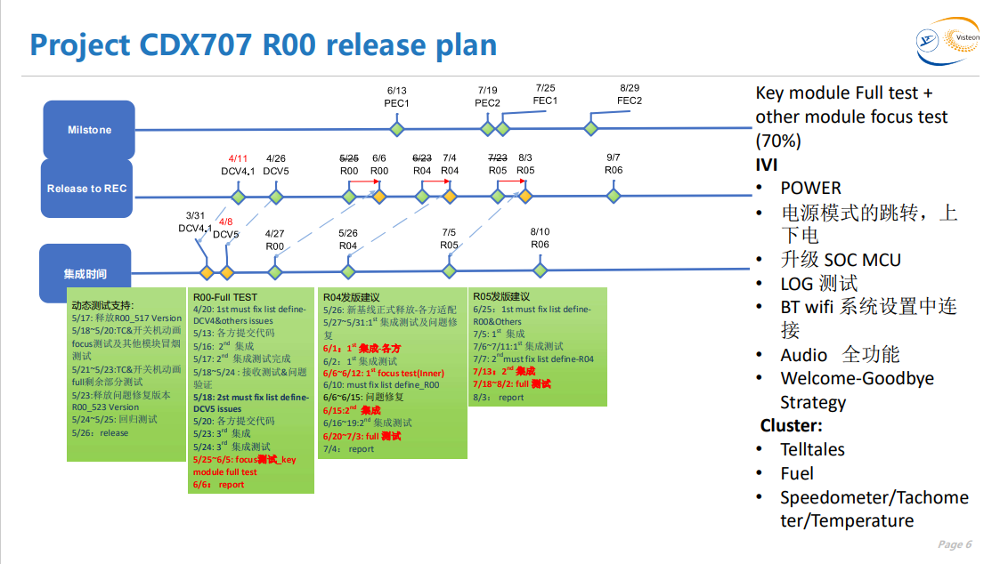 Project CDX707 R00 release plan
Visteon
6/13
PEC1
7/19
PEC2
7/25
FEC1
8/29
FEC2
Milstone
4/11
DCV4.1
4/26
DCV5
5/25
R00
6/6
R00
6/23
R04
7/4
R04
7/23
R05
8/3
R05
9/7
R06
Release to REC
3/31
DCV4.1
4/8
DCV5
4/27
R00
5/26
R04
7/5
R05
8/10
R06
集成时间
动态测试支持：
5/17: 释放R00_517 Version
5/18~5/20:TC&开关机动画
focus测试及其他模块冒烟
测试
5/21~5/23:TC&开关机动画
full剩余部分测试
5/23:释放问题修复版本
R00_523 Version
5/24~5/25: 回归测试
5/26：release
R00-Full TEST
4/20: 1st must fix list define-
DCV4&others issues
5/13: 各方提交代码
5/16: 2nd 集成
5/17: 2nd 集成测试完成
5/18~5/24 : 接收测试&问题
验证
5/18: 2st must fix list define-
DCV5 issues
5/20: 各方提交代码
5/23: 3rd 集成
5/24: 3rd 集成测试
5/25~6/5: focus测试_key
module full test
6/6： report
R04发版建议
5/26: 新基线正式释放-各方适配
5/27~5/31:1st 集成测试及问题修
复
6/1：1st 集成-各方
6/2：1st 集成测试
6/6~6/12: 1st focus test(Inner)
6/10: must fix list define_R00
6/6~6/15: 问题修复
6/15:2nd 集成
6/16~19:2nd 集成测试
6/20~7/3: full 测试
7/4： report
R05发版建议
6/25：1st must fix list define-
R00&Others
7/5: 1st 集成
7/6~7/11:1st 集成测试
7/7: 2nd must fix list define-R04
7/13：2nd 集成
7/18~8/2: full 测试
8/3： report
Key module Full test +
other module focus test
(70%)
IVI
• POWER
• 电源模式的跳转，上
下电
• 升级 SOC MCU
• LOG 测试
• BT wifi 系统设置中连
接
• Audio 全功能
• Welcome-Goodbye
Strategy
Cluster:
• Telltales
• Fuel
• Speedometer/Tachome
ter/Temperature
Page 6